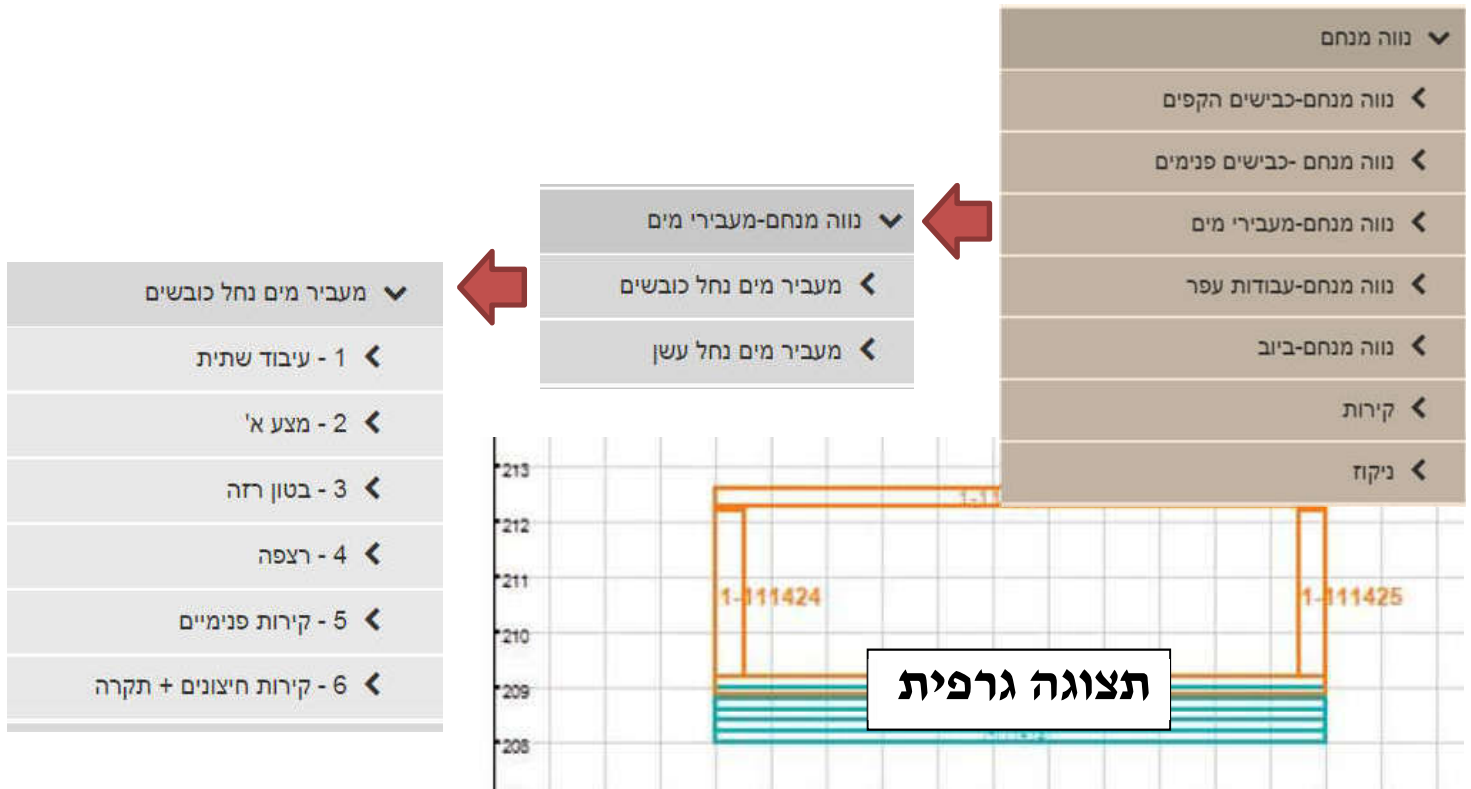 נווה מנחם
נווה מנחם-כבישים הקפים
נווה מנחם -כבישים פנימים
נווה מנחם-מעבירי מים
נווה מנחם-עבודות עפר
נווה מנחם-ביוב
קירות
ניקוז
נווה מנחם-מעבירי מים
מעביר מים נחל כובשים
מעביר מים נחל עשן
מעביר מים נחל כובשים
1 - עיבוד שתית
2 - מצע א'
3 - בטון רזה
4 - רצפה
5 - קירות פנימיים
6 - קירות חיצונים + תקרה
213
212
211
210
209
208
1-111424
1-111425
תצוגה גרפית